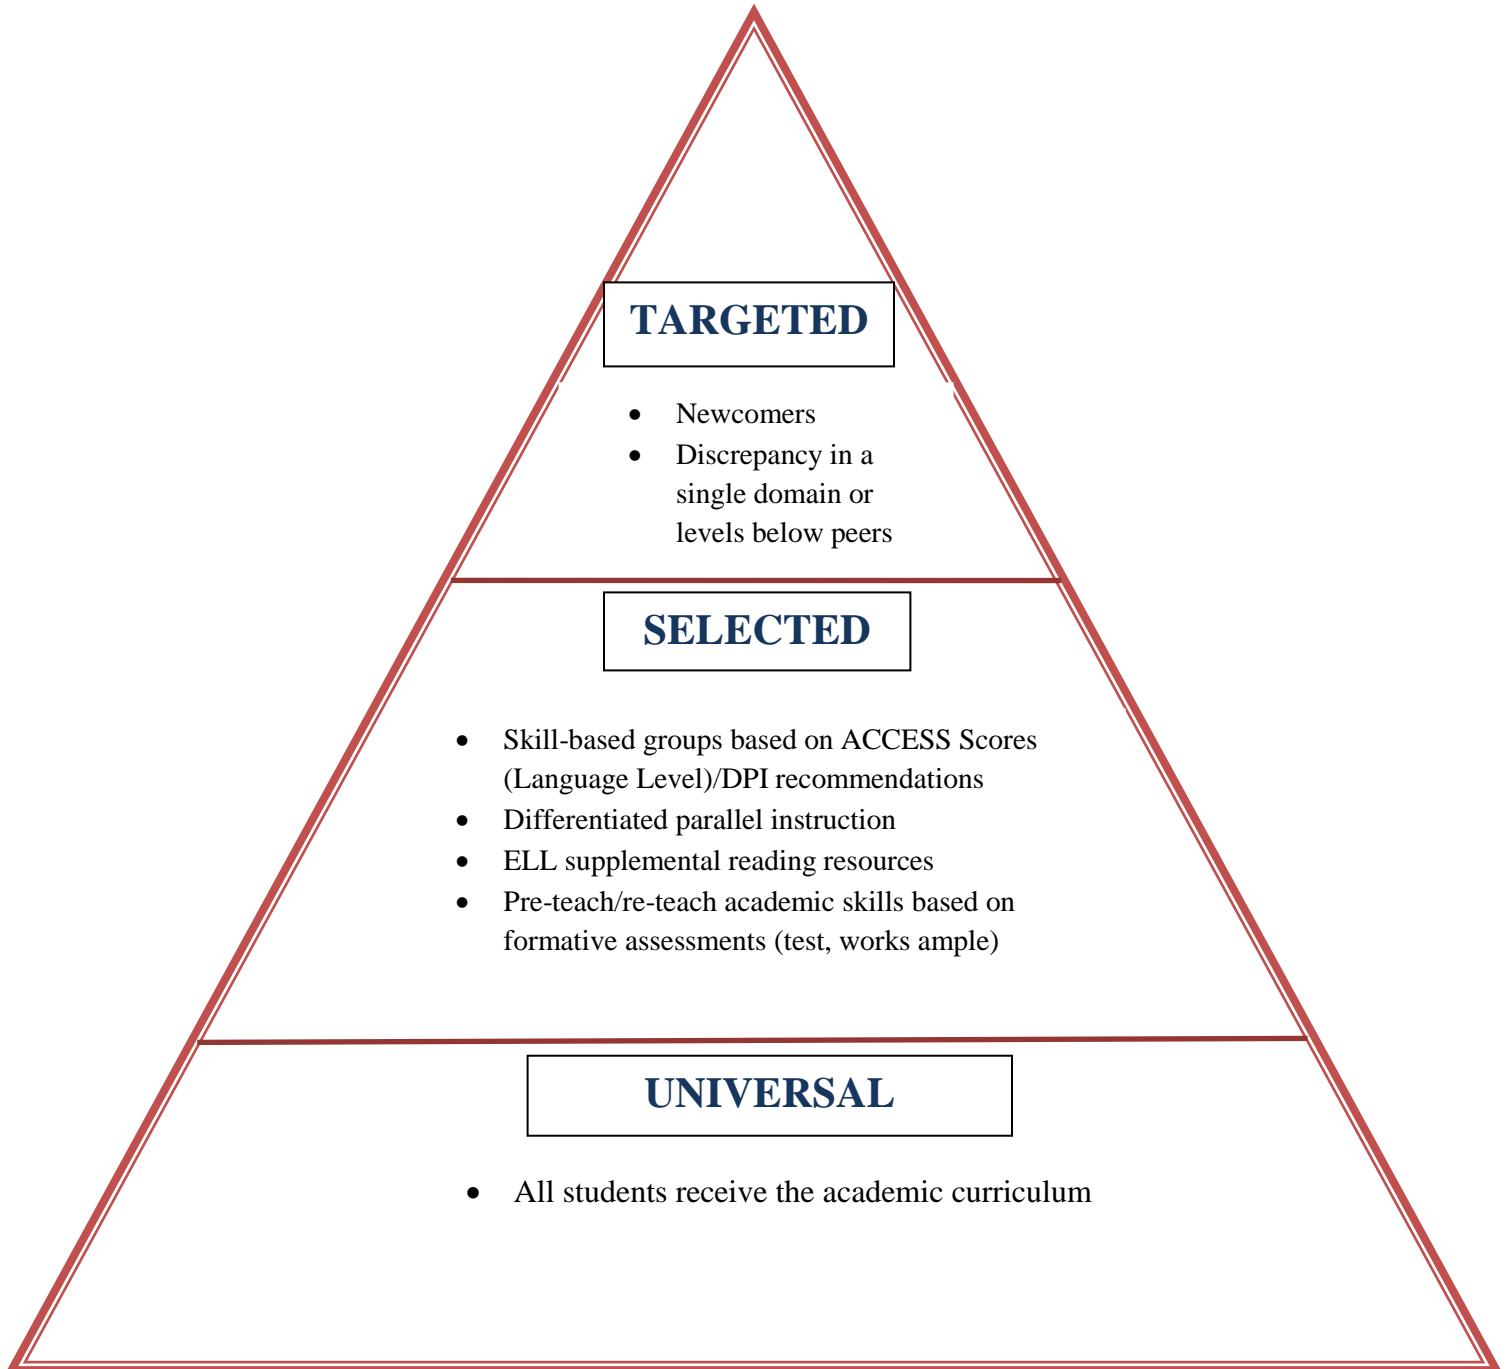 TARGETED
• Newcomers
• Discrepancy in a
single domain or
levels below peers
SELECTED
• Skill-based groups based on ACCESS Scores
(Language Level)/DPI recommendations
• Differentiated parallel instruction
• ELL supplemental reading resources
• Pre-teach/re-teach academic skills based on
formative assessments (test, works ample)
UNIVERSAL
• All students receive the academic curriculum